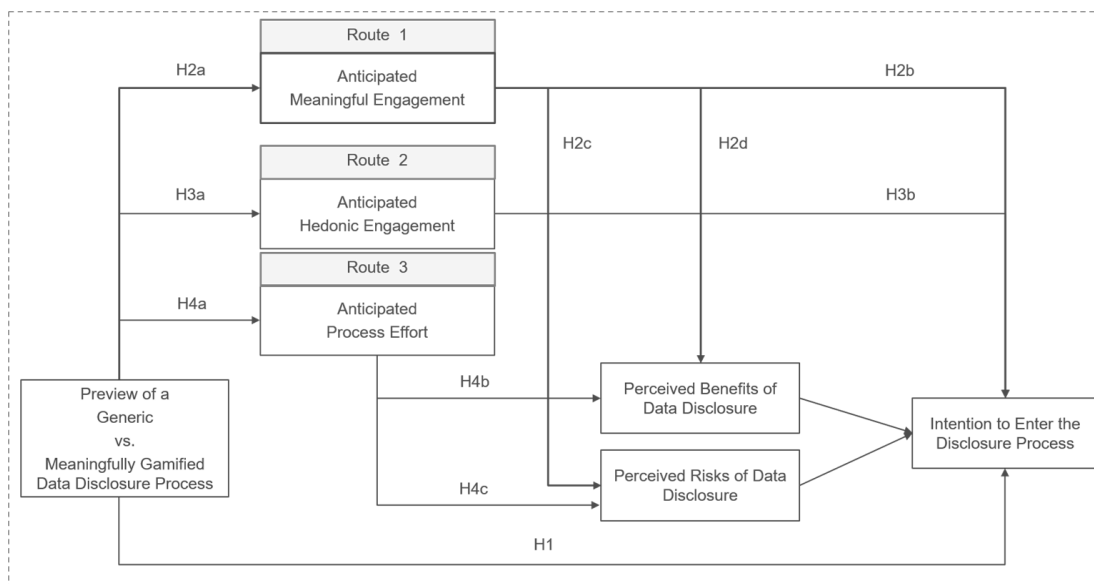 Route 1
H2a
Anticipated
Meaningful Engagement
H2b
H2c
H2d
Route 2
H3a
Anticipated
Hedonic Engagement
H3b
Route 3
H4a
Anticipated
Process Effort
Preview of a
Generic
vs.
Meaningfully Gamified
Data Disclosure Process
H4b
Perceived Benefits of
Data Disclosure
Intention to Enter the
Disclosure Process
H4c
Perceived Risks of Data
Disclosure
H1